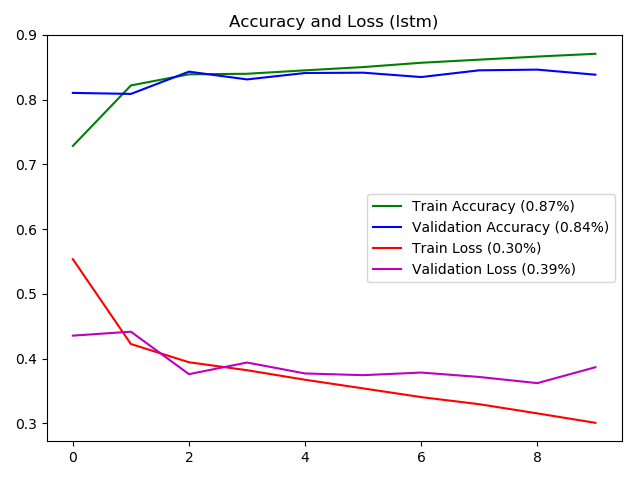 Accuracy and Loss (lstm)
0.9
0.8
0.7
0.6
0.5
0.4
0.3
Train Accuracy (0.87%)
Validation Accuracy (0.84%)
Train Loss (0.30%)
Validation Loss (0.39%)
0 2 4 6 8